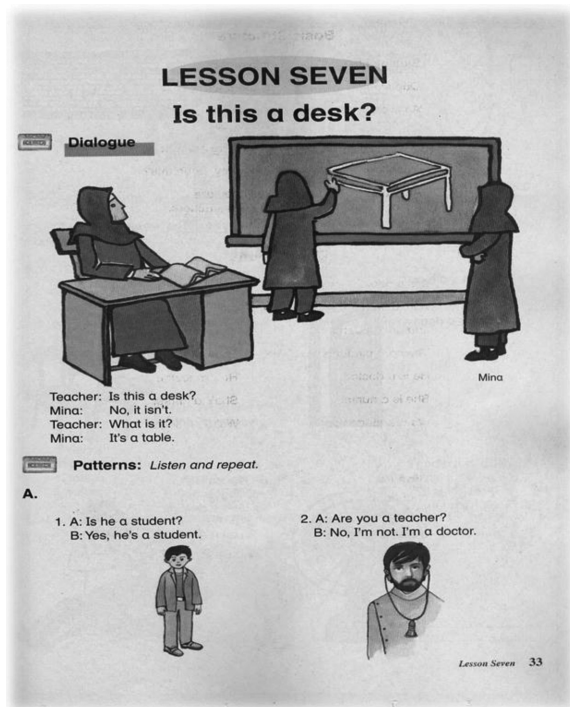 LESSON SEVEN
Is this a desk?
Dialogue
Mina
Teacher: Is this a desk?
Mina: No, it isn't.
Teacher: What is it?
Mina: It's a table.
Patterns: Listen and repeat.
A.
1. A: Is he a student?
B: Yes, he's a student.
2. A: Are you a teacher?
B: No, I'm not. I'm a doctor.
Lesson Seven 33